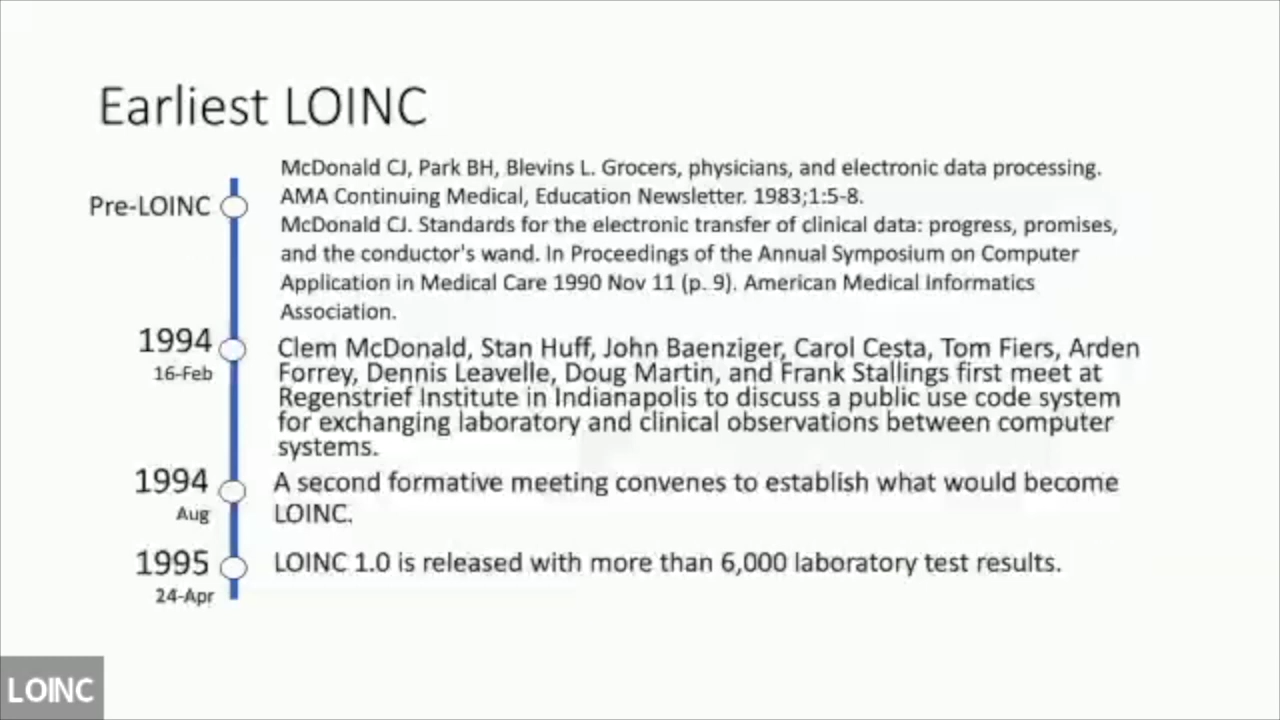 Earliest LOINC
Pre-LOINC
McDonald CJ, Park BH, Blevins L. Grocers, physicians, and electronic data processing.
AMA Continuing Medical, Education Newsletter. 1983;1:5-8.
McDonald CJ. Standards for the electronic transfer of clinical data: progress, promises,
and the conductor's wand. In Proceedings of the Annual Symposium on Computer
Application in Medical Care 1990 Nov 11 (p. 9). American Medical Informatics
Association.
1994
16-Feb
Clem McDonald, Stan Huff, John Baenziger, Carol Cesta, Tom Fiers, Arden
Forrey, Dennis Leavelle, Doug Martin, and Frank Stallings first meet at
Regenstrief Institute in Indianapolis to discuss a public use code system
for exchanging laboratory and clinical observations between computer
systems.
1994
Aug
A second formative meeting convenes to establish what would become
LOINC.
1995
24-Apr
LOINC 1.0 is released with more than 6,000 laboratory test results.
LOINC